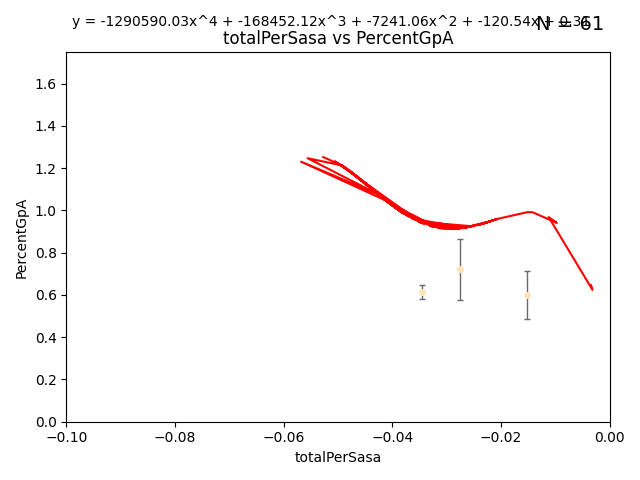 y = -1290590.03x^4 + -168452.12x^3 + -7241.06x^2 + -120.54x + 0.36
N = 61
totalPerSasa vs PercentGpA
1.6
1.4
1.2
1.0
0.8
0.6
0.4
0.2
0.0
PercentGpA
−0.10 −0.08 −0.06 −0.04 −0.02 0.00
totalPerSasa